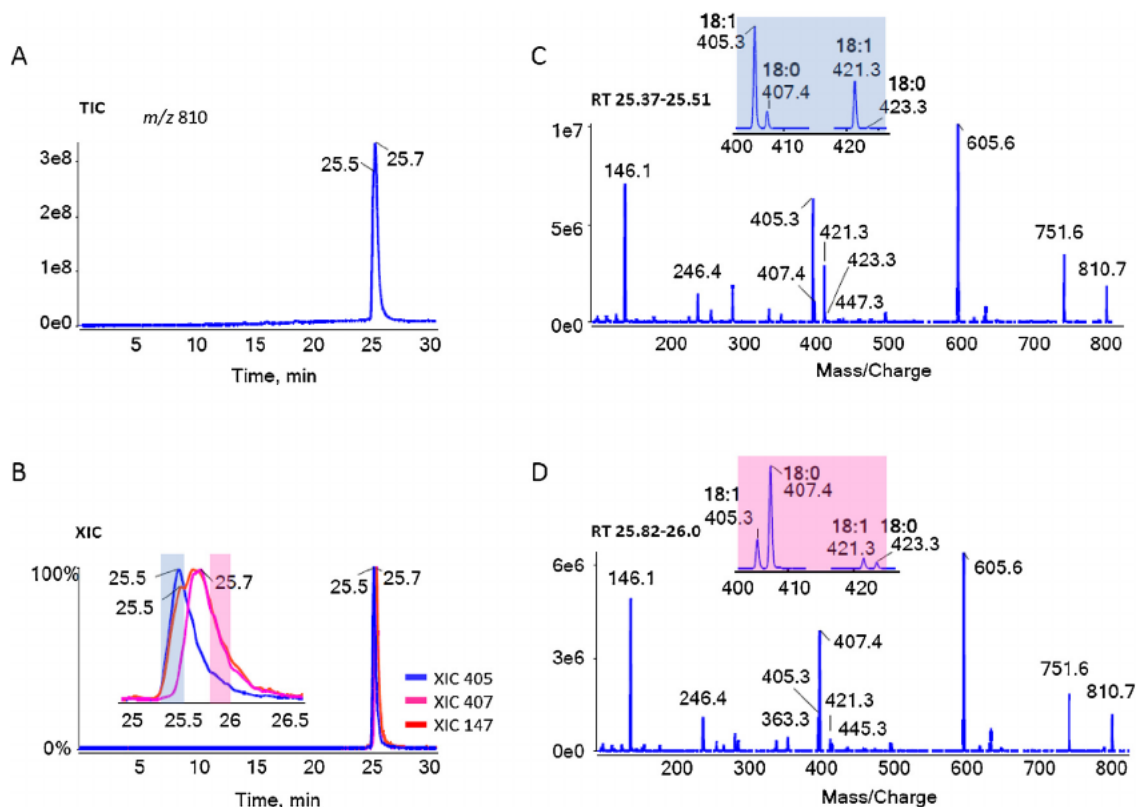 A
TIC
m/z 810
3e8
2e8
1e8
0e0
25.5
25.7
5 10 15 20 25 30
Time, min
B
XIC
100%
0%
25.5
25.5
25.7
25 25.5 26 26.5
25.5
25.7
XIC 405
XIC 407
XIC 147
5 10 15 20 25 30
Time, min
C
RT 25.37-25.51
18:1
405.3
18:0
407.4
18:1
421.3
18:0
423.3
400 410 420
1e7
5e6
0e0
146.1
246.4
405.3
407.4
421.3
423.3
447.3
605.6
751.6
810.7
200 300 400 500 600 700 800
Mass/Charge
D
RT 25.82-26.0
18:1
405.3
18:0
407.4
18:1
421.3
18:0
423.3
400 410 420
6e6
3e6
0e0
146.1
246.4
363.3
405.3
407.4
421.3
445.3
605.6
751.6
810.7
200 300 400 500 600 700 800
Mass/Charge